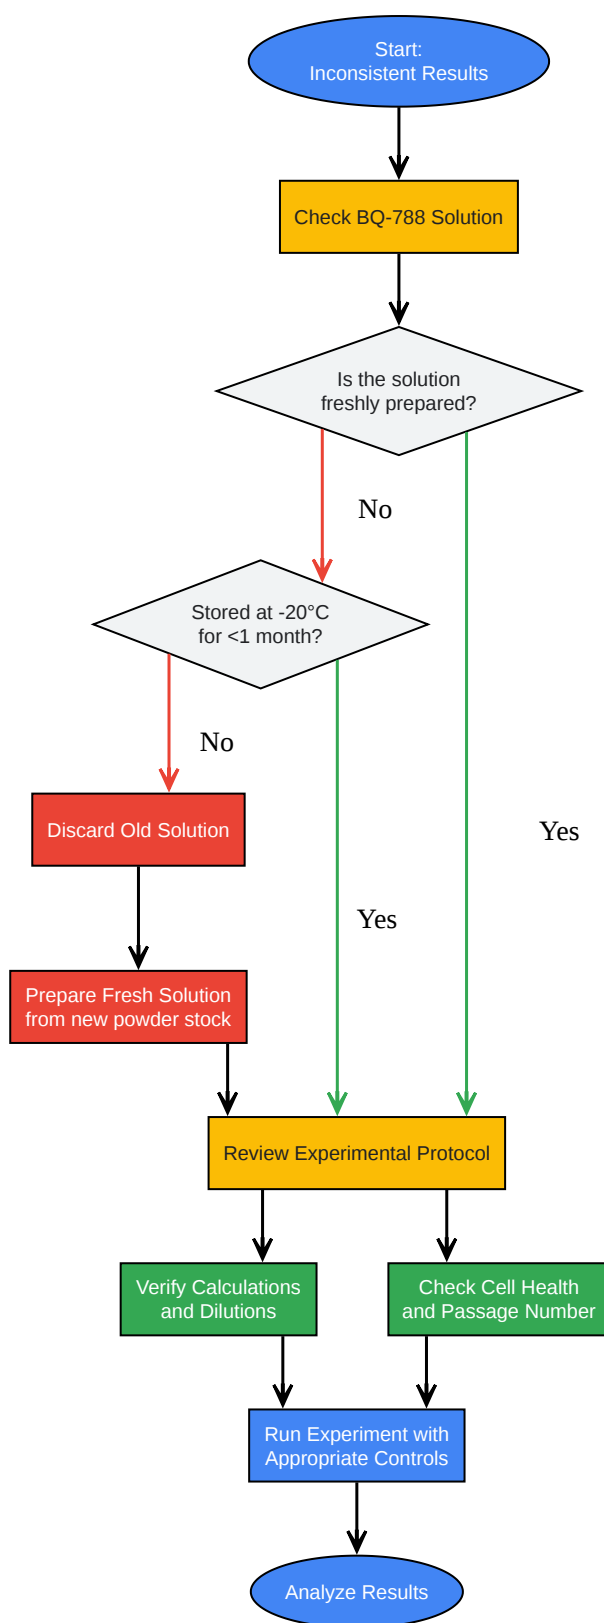 Start:
Inconsistent Results
Check BQ-788 Solution
Is the solution
freshly prepared?
No
Stored at -20°C
for <1 month?
No
Discard Old Solution
Yes
Yes
Prepare Fresh Solution
from new powder stock
Review Experimental Protocol
Verify Calculations
and Dilutions
Check Cell Health
and Passage Number
Run Experiment with
Appropriate Controls
Analyze Results